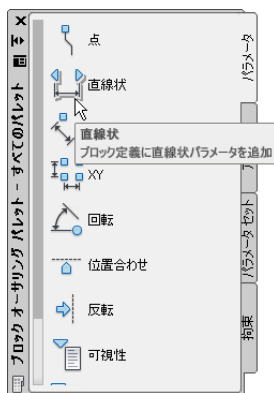 ブロック オーサリング パレット - すべてのパレット
点
直線状
直線状
ブロック定義に直線状パラメータを追加
XY
回転
位置合わせ
反転
可視性
パラメータ
パラメータ セット
拘束